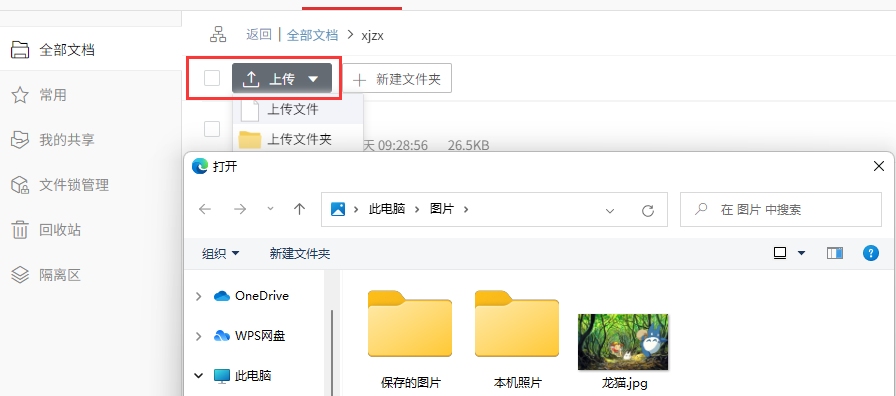 返回 | 全部文档 > xjzx
全部文档
常用
我的共享
文件锁管理
回收站
隔离区
上传
新建文件夹
上传文件
上传文件夹
天 09:28:56 26.5KB
打开
此电脑 > 图片 >
在 图片 中搜索
组织
新建文件夹
OneDrive
WPS网盘
此电脑
保存的图片
本机照片
龙猫.jpg